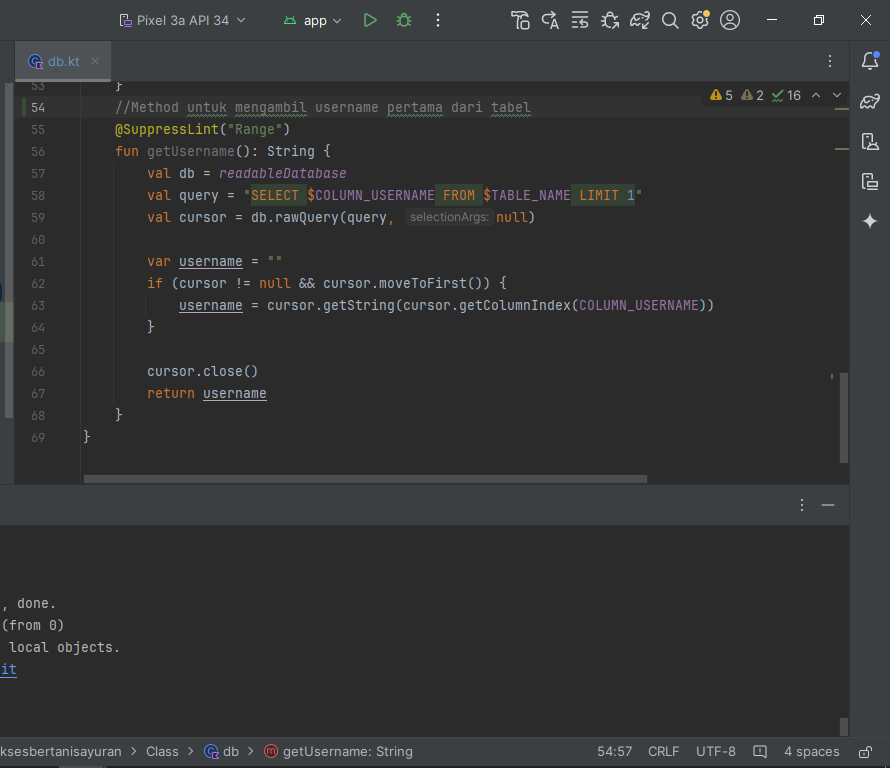 Pixel 3a API 34
app
db.kt
5 2 16
53 }
54 //Method untuk mengambil username pertama dari tabel
55 @SuppressLint("Range")
56 fun getUsername(): String {
57 val db = readableDatabase
58 val query = "SELECT $COLUMN_USERNAME FROM $TABLE_NAME LIMIT 1"
59 val cursor = db.rawQuery(query, selectionArgs: null)
60
61 var username = ""
62 if (cursor != null && cursor.moveToFirst()) {
63 username = cursor.getString(cursor.getColumnIndex(COLUMN_USERNAME))
64 }
65
66 cursor.close()
67 return username
68 }
69 }
, done.
(from 0)
local objects.
it
ksesbertanisayuran > Class > db > getUsername: String 54:57 CRLF UTF-8 4 spaces